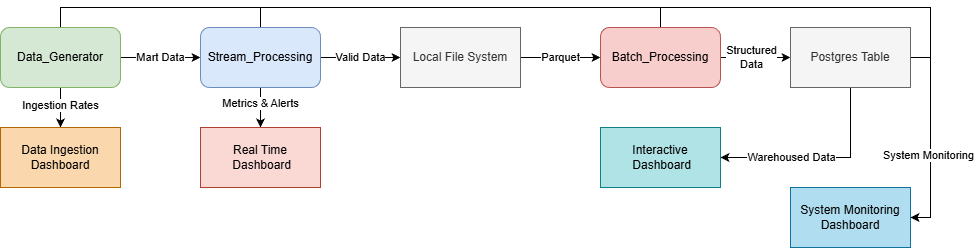 Data_Generator
Mart Data
Stream_Processing
Valid Data
Local File System
Parquet
Batch_Processing
Structured
Data
Postgres Table
Ingestion Rates
Metrics & Alerts
Data Ingestion
Dashboard
Real Time
Dashboard
Interactive
Dashboard
Warehoused Data
System Monitoring
System Monitoring
Dashboard